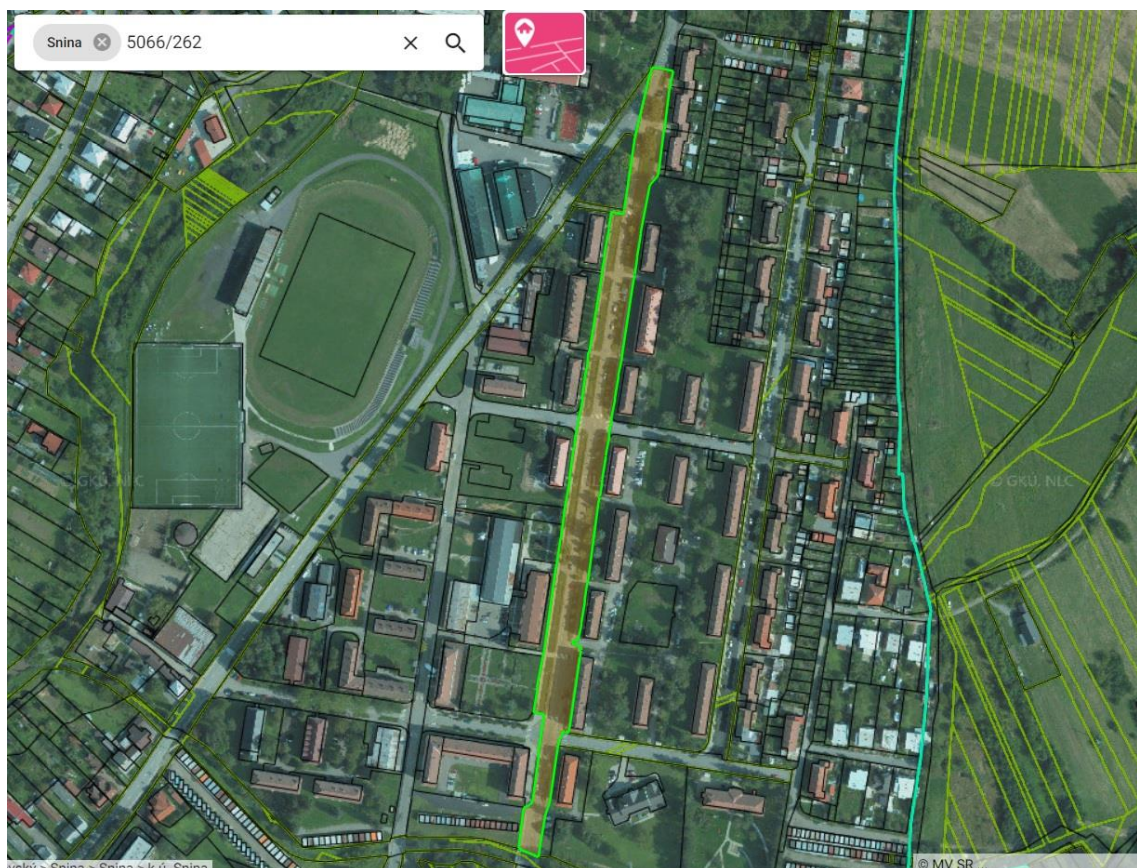 Snina 5066/262
GKÚ, NLC
© GKÚ, NLC
© MV SR
Snina > Snina > k.ú. Snina